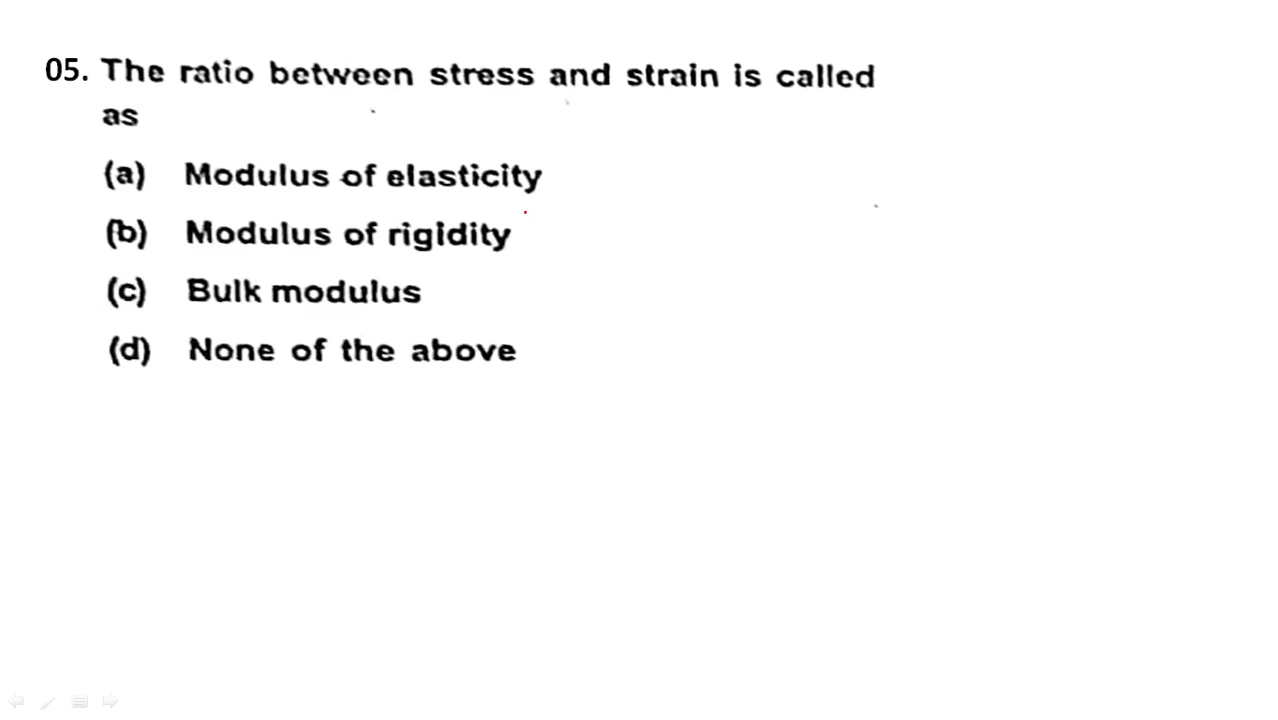 05. The ratio between stress and strain is called
as
(a) Modulus of elasticity
(b) Modulus of rigidity
(c) Bulk modulus
(d) None of the above